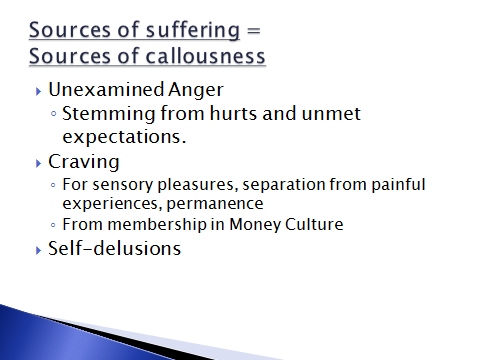 Sources of suffering =
Sources of callousness
Unexamined Anger
Stemming from hurts and unmet
expectations.
Craving
For sensory pleasures, separation from painful
experiences, permanence
From membership in Money Culture
Self-delusions